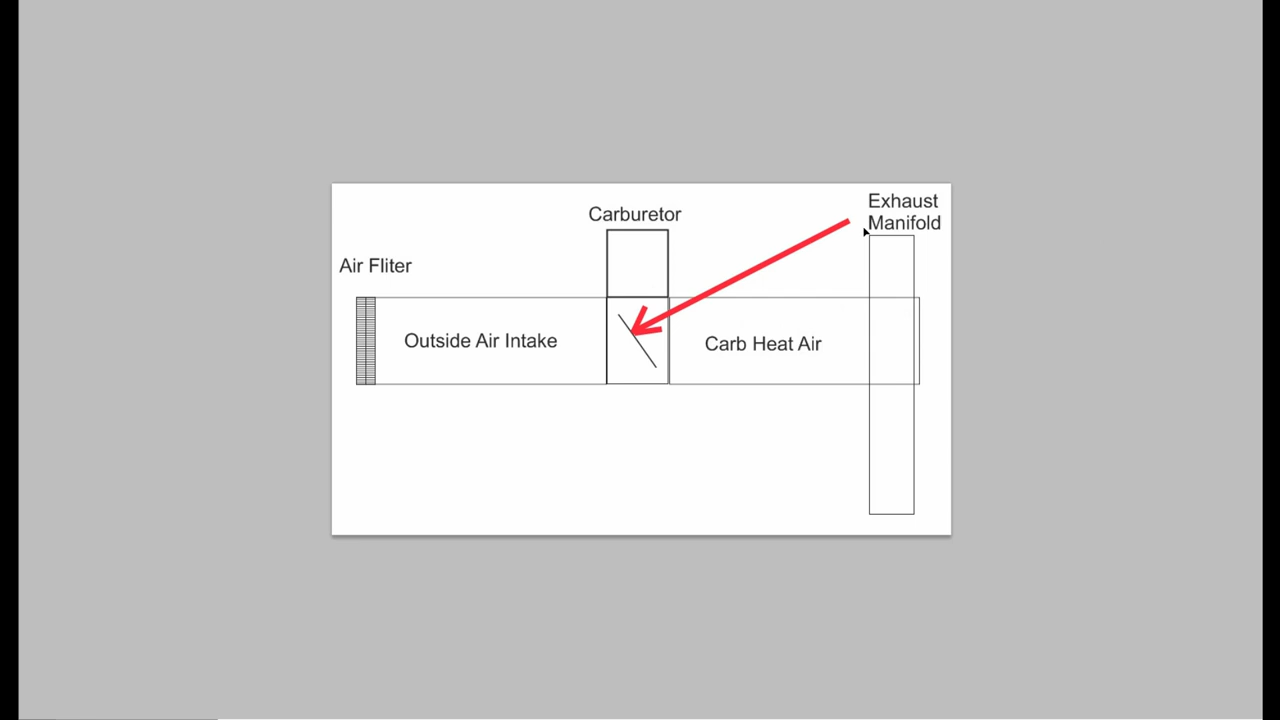 Exhaust
Manifold
Carburetor
Air Fliter
Outside Air Intake
Carb Heat Air